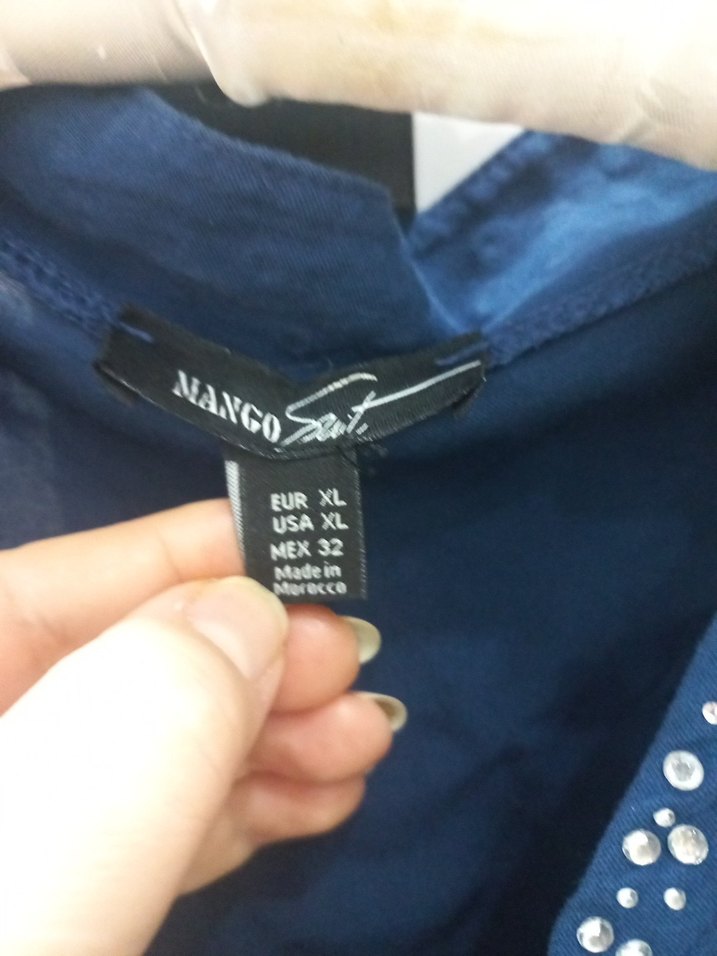 MANGO Suit
EUR XL
USA XL
MEX 32
Made in
Morocco